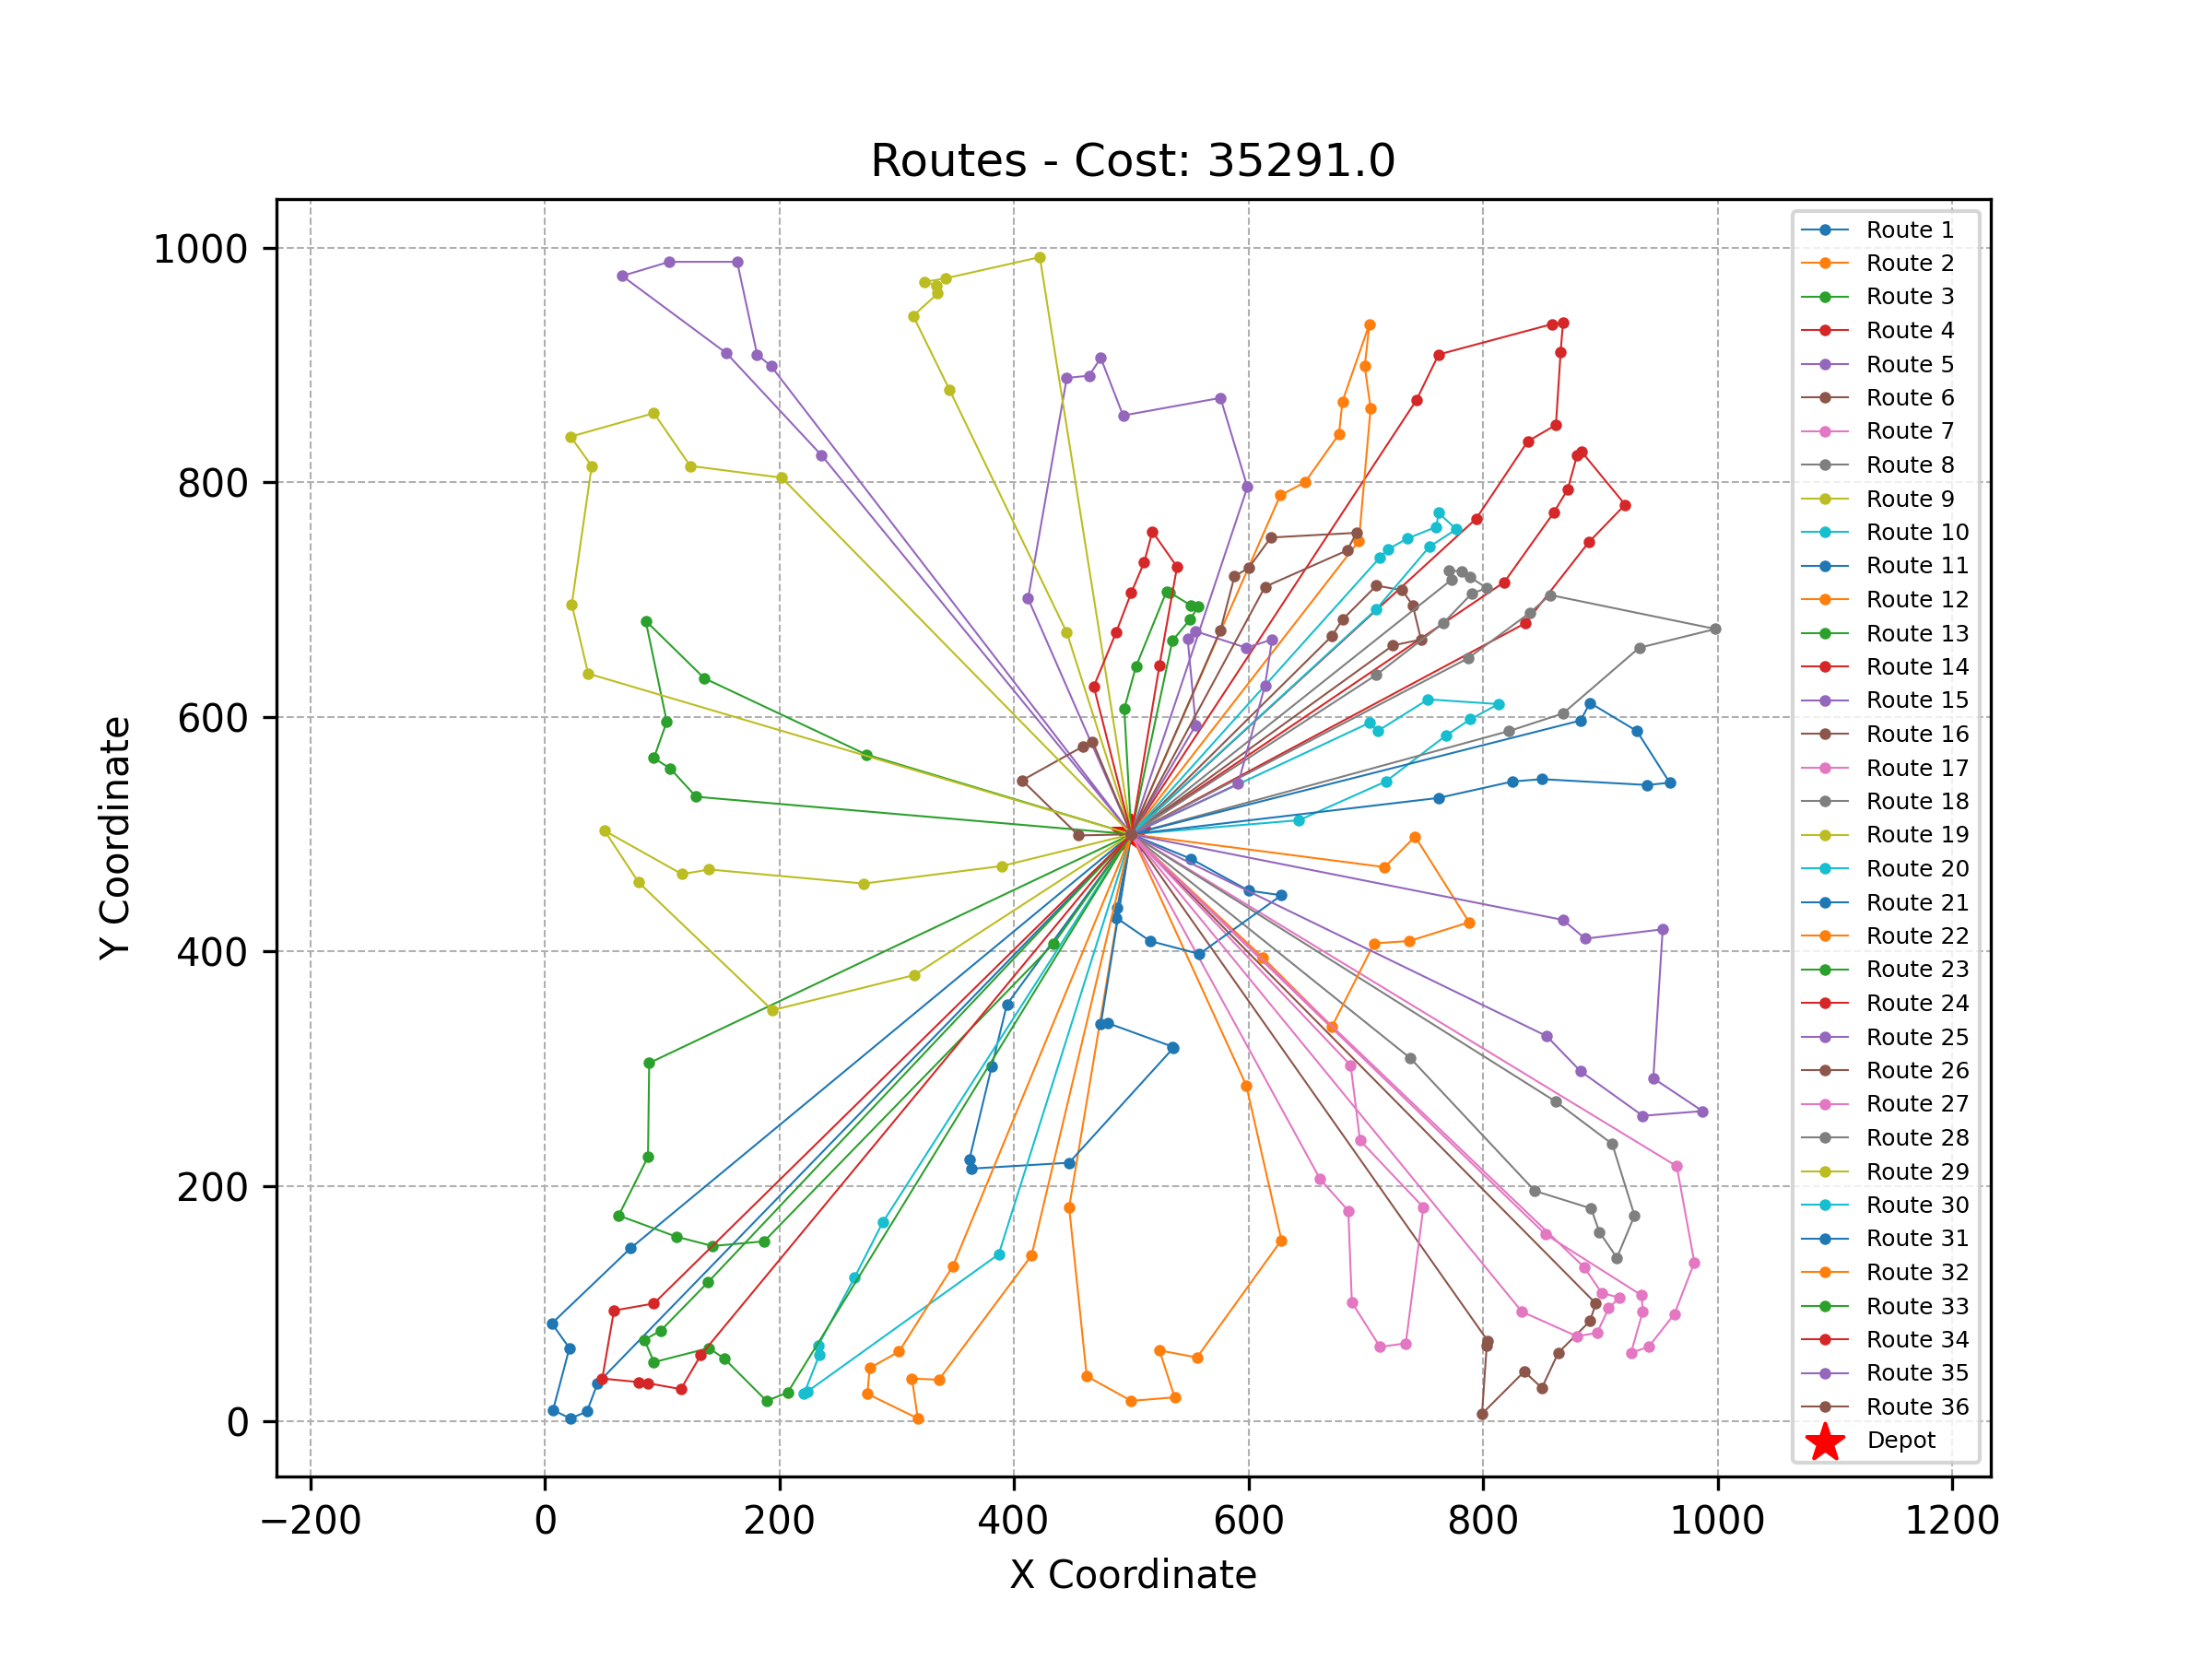 Routes - Cost: 35291.0
1000
800
600
400
200
0
Y Coordinate
−200
0
200
400
600
800
1000
1200
X Coordinate
Route 1
Route 2
Route 3
Route 4
Route 5
Route 6
Route 7
Route 8
Route 9
Route 10
Route 11
Route 12
Route 13
Route 14
Route 15
Route 16
Route 17
Route 18
Route 19
Route 20
Route 21
Route 22
Route 23
Route 24
Route 25
Route 26
Route 27
Route 28
Route 29
Route 30
Route 31
Route 32
Route 33
Route 34
Route 35
Route 36
Depot